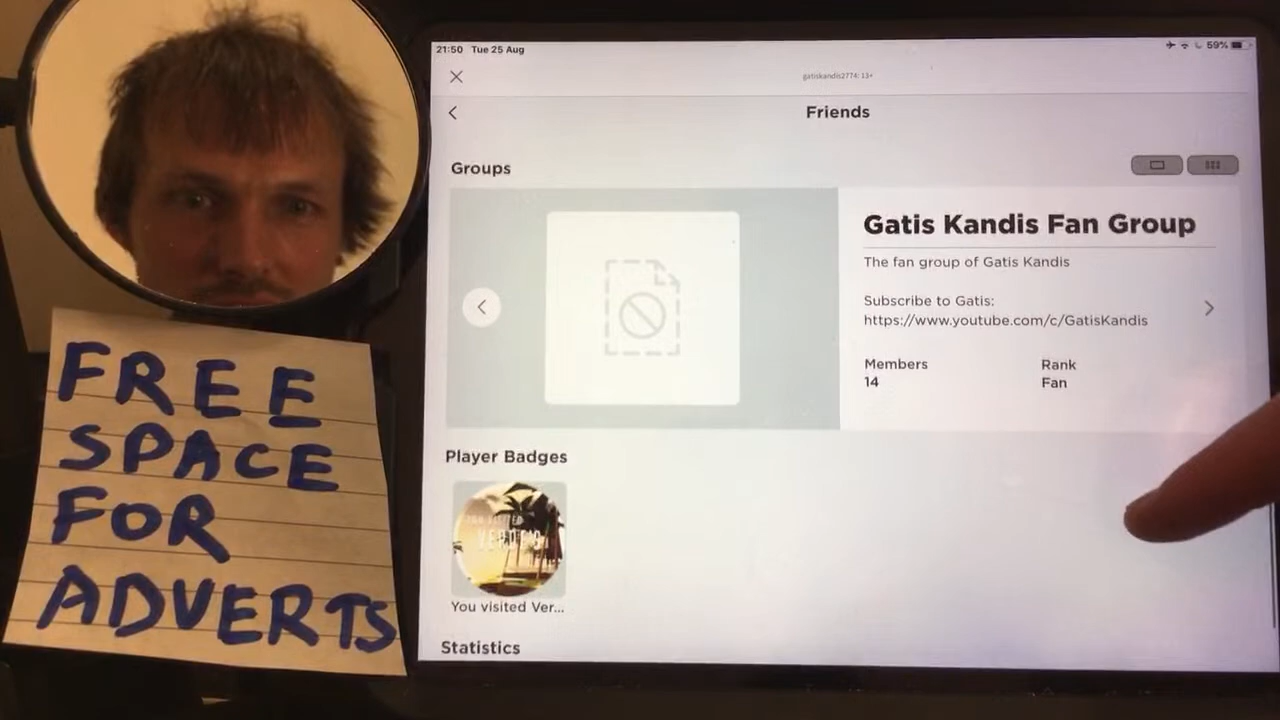 21:50 Tue 25 Aug
59%
gatiskandis2774: 13+
Friends
Groups
Gatis Kandis Fan Group
The fan group of Gatis Kandis
Subscribe to Gatis:
https://www.youtube.com/c/GatisKandis
Members Rank
14 Fan
Player Badges
You visited Ver...
Statistics
FREE
SPACE
FOR
ADVERTS